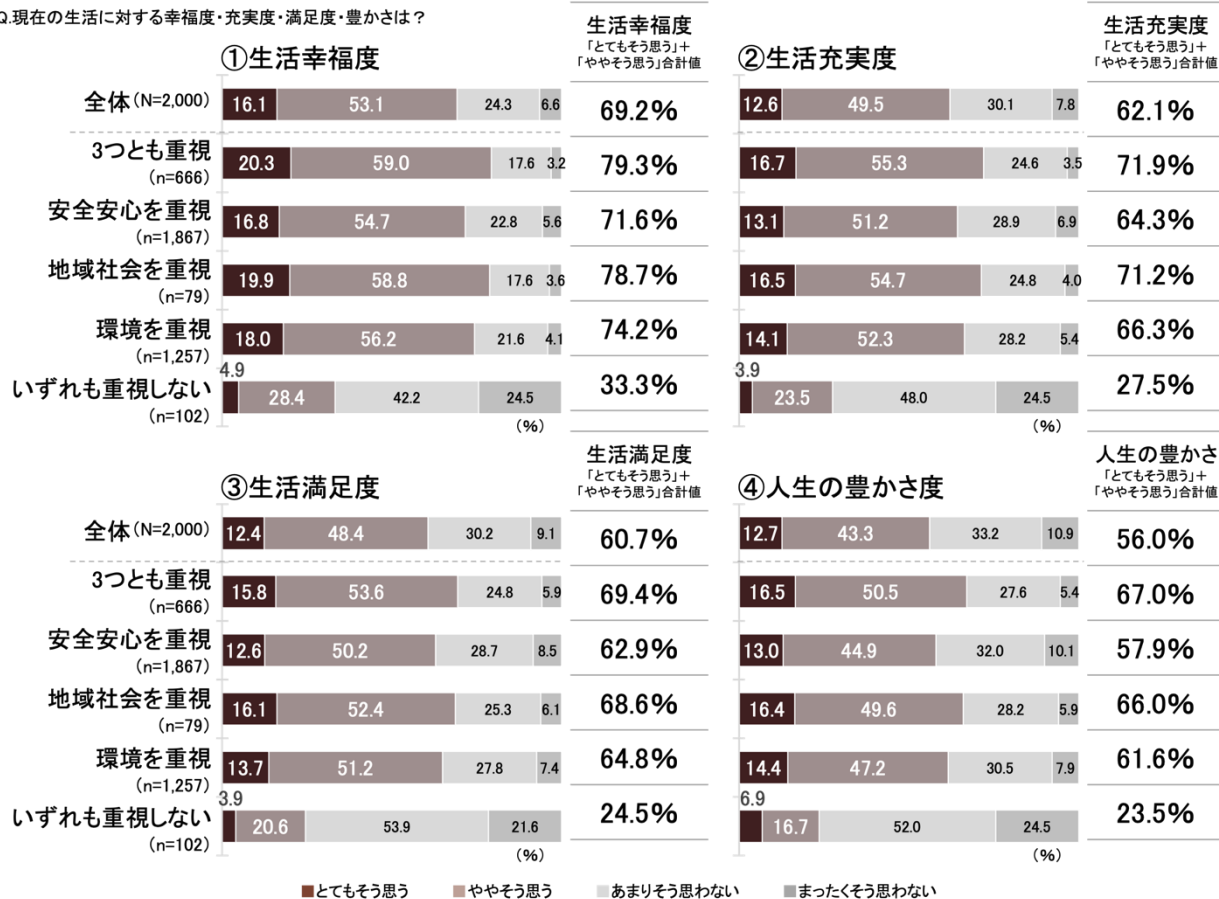 Q.現在の生活に対する幸福度・充実度・満足度・豊かさは？
①生活幸福度
生活幸福度
「とてもそう思う」＋
「ややそう思う」合計値
全体（N=2,000） 16.1 53.1 24.3 6.6 69.2%
3つとも重視
（n=666）
20.3 59.0 17.6 3.2 79.3%
安全安心を重視
（n=1,867）
16.8 54.7 22.8 5.6 71.6%
地域社会を重視
（n=79）
19.9 58.8 17.6 3.6 78.7%
環境を重視
（n=1,257）
18.0 56.2 21.6 4.1 74.2%
いずれも重視しない
（n=102）
4.9 28.4 42.2 24.5 33.3%
（%）
②生活充実度
生活充実度
「とてもそう思う」＋
「ややそう思う」合計値
12.6 49.5 30.1 7.8 62.1%
16.7 55.3 24.6 3.5 71.9%
13.1 51.2 28.9 6.9 64.3%
16.5 54.7 24.8 4.0 71.2%
14.1 52.3 28.2 5.4 66.3%
3.9 23.5 48.0 24.5 27.5%
（%）
③生活満足度
生活満足度
「とてもそう思う」＋
「ややそう思う」合計値
全体（N=2,000） 12.4 48.4 30.2 9.1 60.7%
3つとも重視
（n=666）
15.8 53.6 24.8 5.9 69.4%
安全安心を重視
（n=1,867）
12.6 50.2 28.7 8.5 62.9%
地域社会を重視
（n=79）
16.1 52.4 25.3 6.1 68.6%
環境を重視
（n=1,257）
13.7 51.2 27.8 7.4 64.8%
いずれも重視しない
（n=102）
3.9 20.6 53.9 21.6 24.5%
（%）
④人生の豊かさ度
人生の豊かさ
「とてもそう思う」＋
「ややそう思う」合計値
12.7 43.3 33.2 10.9 56.0%
16.5 50.5 27.6 5.4 67.0%
13.0 44.9 32.0 10.1 57.9%
16.4 49.6 28.2 5.9 66.0%
14.4 47.2 30.5 7.9 61.6%
6.9 16.7 52.0 24.5 23.5%
（%）
とてもそう思う ややそう思う あまりそう思わない まったくそう思わない